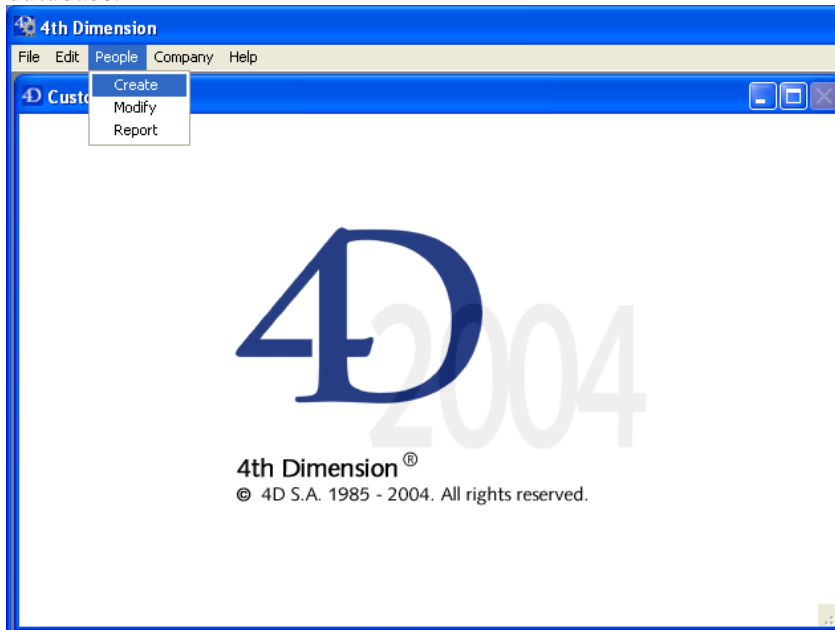 4th Dimension
File Edit People Company Help
Create
Modify
Report
4D
2004
4th Dimension ®
© 4D S.A. 1985 - 2004. All rights reserved.